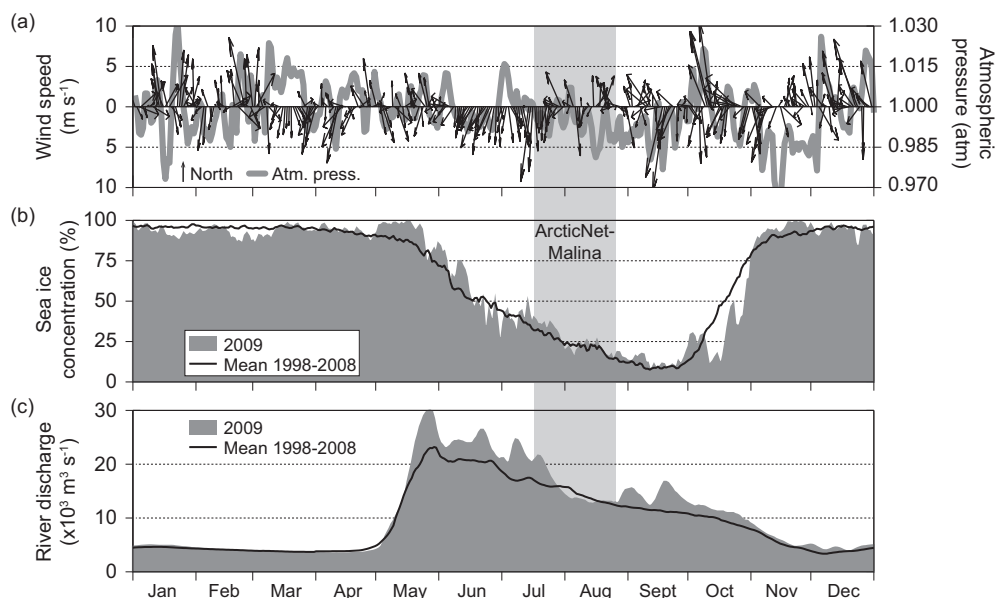 (a)
Wind speed
(m s⁻¹)
10
5
0
5
10
North
Atm. press.
1.030
1.015
1.000
0.985
0.970
Atmospheric
pressure (atm)
(b)
Sea ice
concentration (%)
100
75
50
25
0
ArcticNet-
Malina
2009
Mean 1998-2008
(c)
River discharge
(x10³ m⁻³ s⁻¹)
30
20
10
0
2009
Mean 1998-2008
Jan Feb Mar Apr May Jun Jul Aug Sept Oct Nov Dec